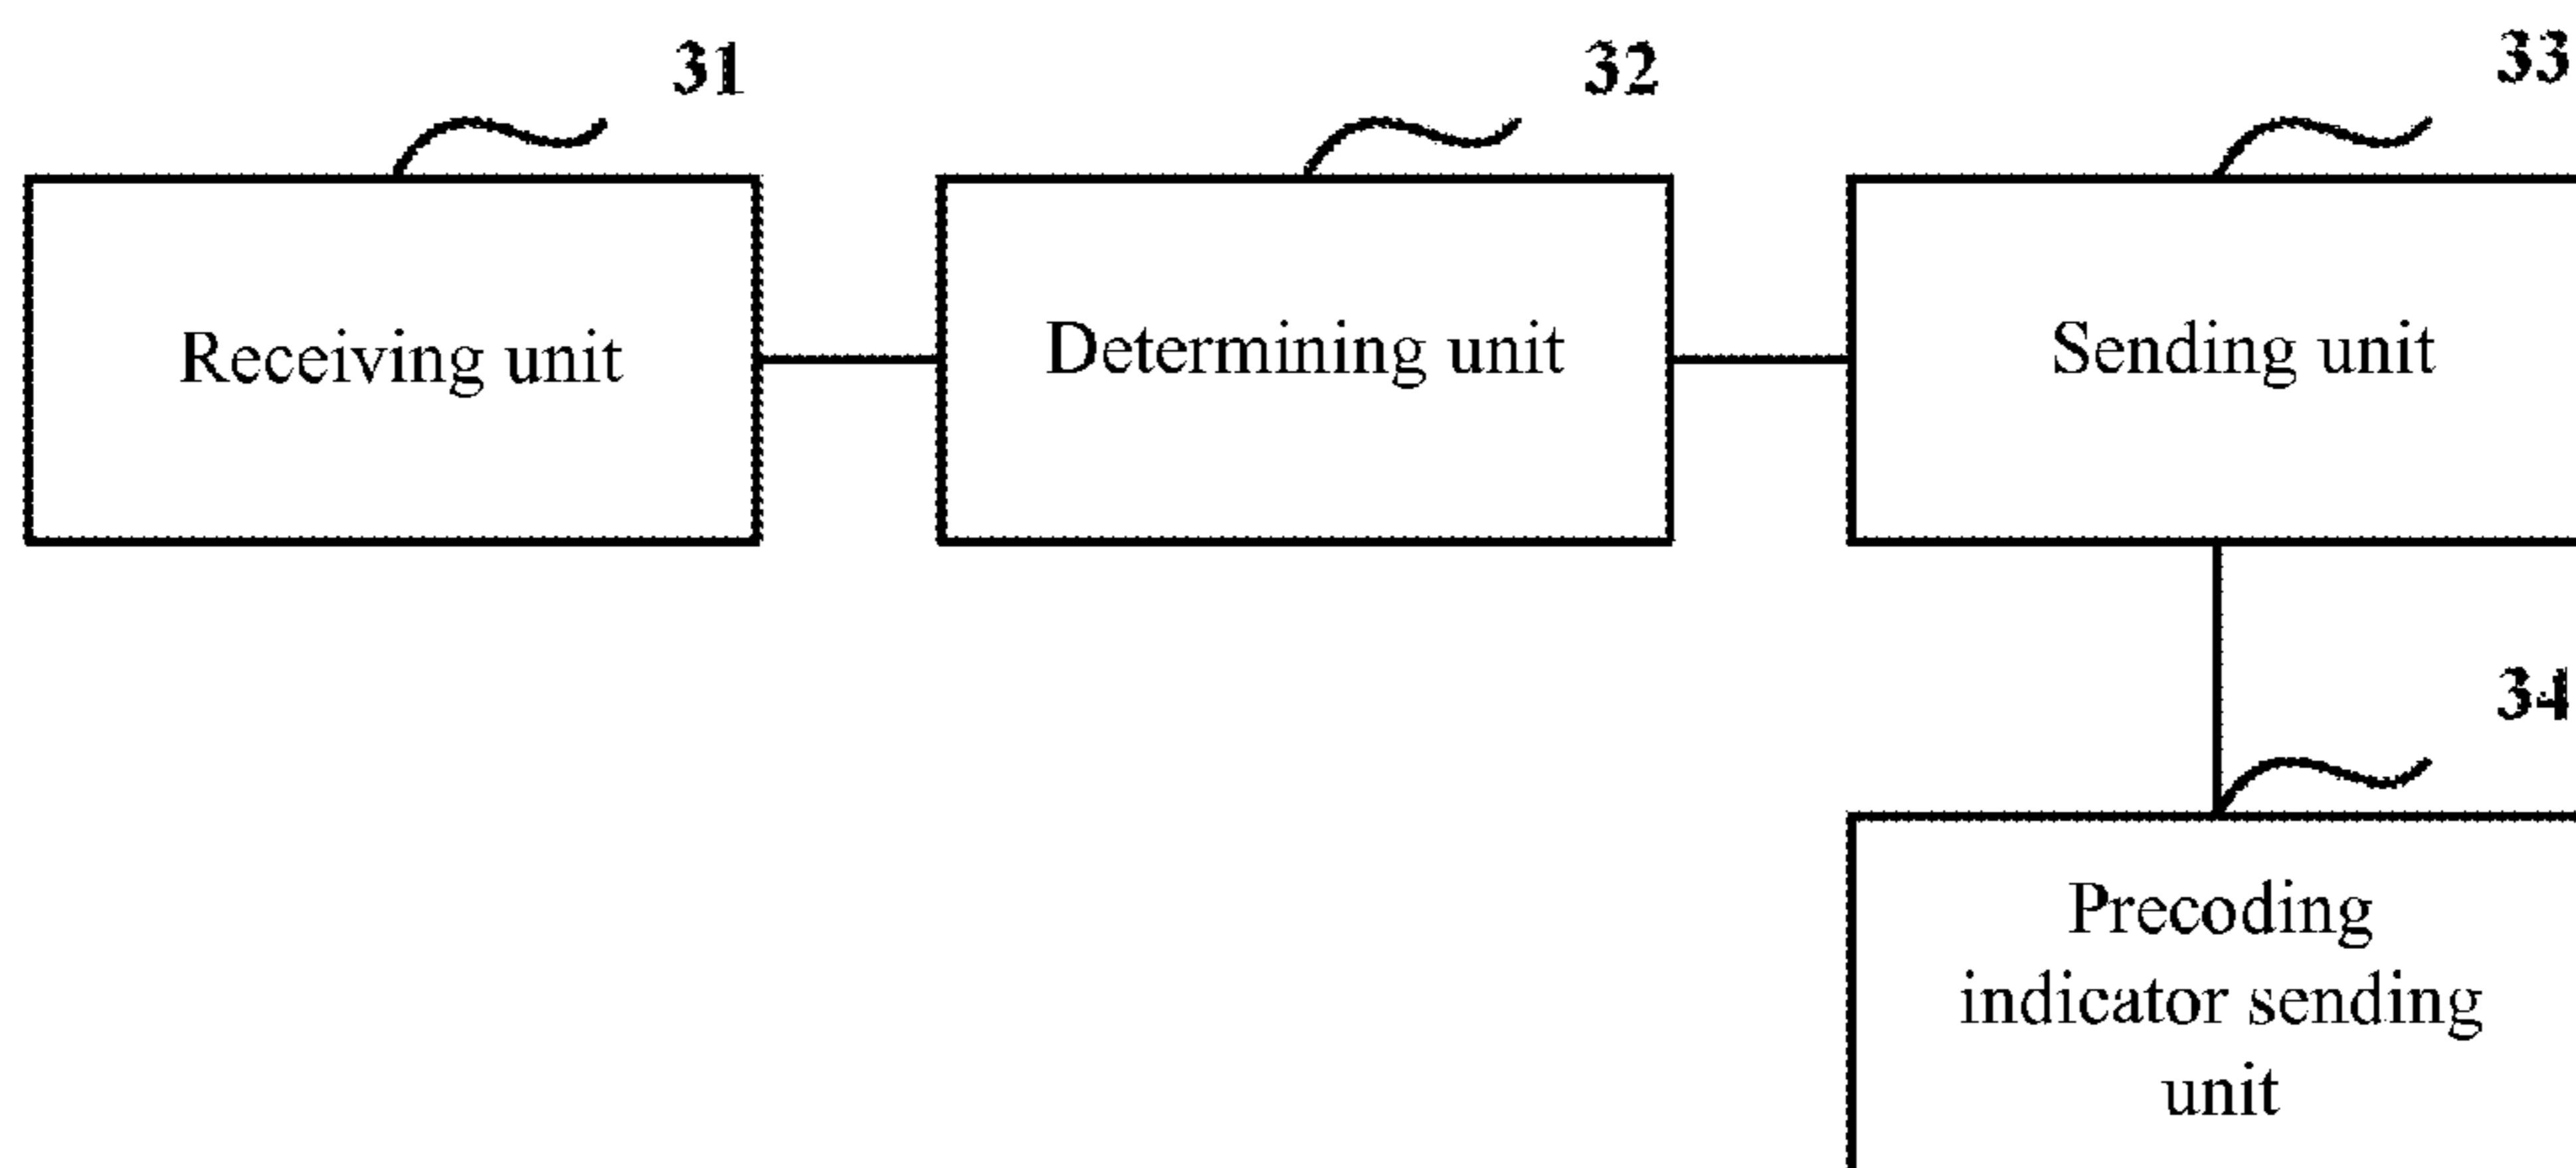 31
32
33
Receiving unit
Determining unit
Sending unit
34
Precoding
indicator sending
unit